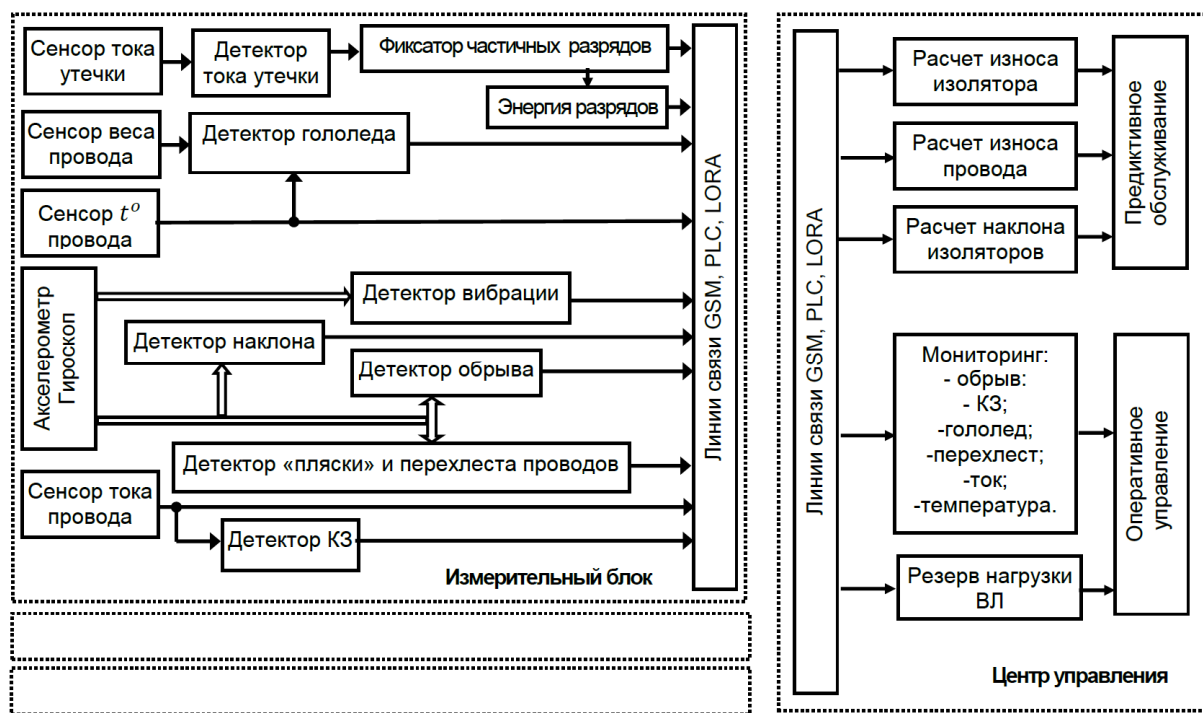 Сенсор тока
утечки
Детектор
тока утечки
Фиксатор частичных разрядов
Энергия разрядов
Сенсор веса
провода
Детектор гололеда
Сенсор t°
провода
Акселерометр
Гироскоп
Детектор вибрации
Детектор наклона
Детектор обрыва
Детектор «пляски» и перехлеста проводов
Сенсор тока
провода
Детектор КЗ
Линии связи GSM, PLC, LORA
Измерительный блок
Линии связи GSM, PLC, LORA
Расчет износа
изолятора
Расчет износа
провода
Расчет наклона
изоляторов
Предиктивное
обслуживание
Мониторинг:
- обрыв:
- КЗ;
-гололед;
-перехлест;
-ток;
-температура.
Резерв нагрузки
ВЛ
Оперативное
управление
Центр управления